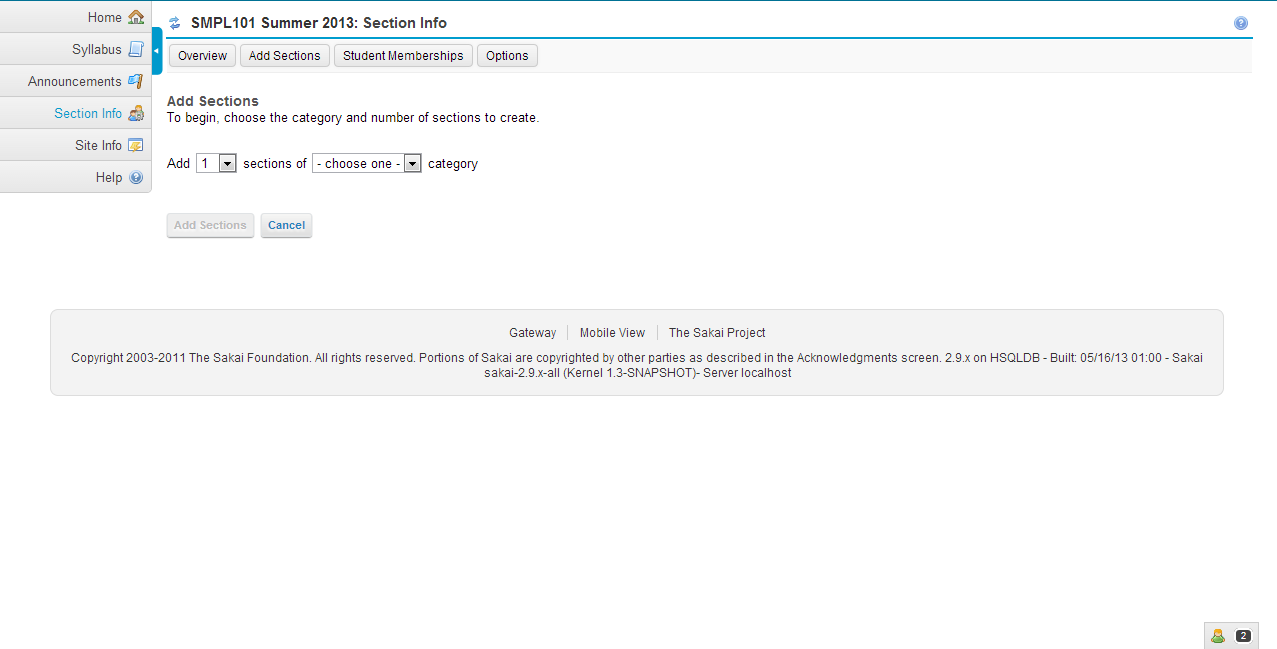 Home
Syllabus
Announcements
Section Info
Site Info
Help
SMPL101 Summer 2013: Section Info
Overview
Add Sections
Student Memberships
Options
Add Sections
To begin, choose the category and number of sections to create.
Add 1 sections of - choose one - category
Add Sections
Cancel
Gateway
Mobile View
The Sakai Project
Copyright 2003-2011 The Sakai Foundation. All rights reserved. Portions of Sakai are copyrighted by other parties as described in the Acknowledgments screen. 2.9.x on HSQLDB - Built: 05/16/13 01:00 - Sakai
sakai-2.9.x-all (Kernel 1.3-SNAPSHOT)- Server localhost
2